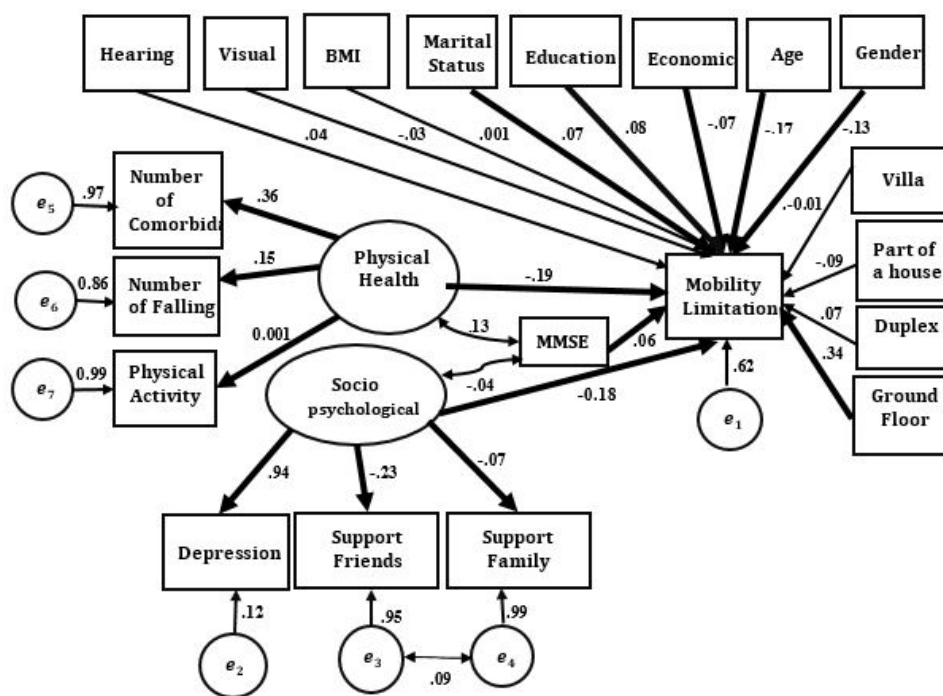 Hearing
Visual
BMI
Marital
Status
Education
Economic
Age
Gender
.04
-.03
.001
.07
.08
-.07
-.17
-.13
.97
e5
Number
of
Comorbida
.36
Villa
.-0.01
Physical
Health
.15
Part of
a house
-.09
0.86
e6
Number
of Falling
-.19
Mobility
Limitation
.07
Duplex
0.001
.13
MMSE
.06
.34
0.99
e7
Physical
Activity
Socio
psychological
-.04
-0.18
.62
e1
Ground
Floor
.94
-.23
-.07
Depression
Support
Friends
Support
Family
.12
.95
.99
e2
e3
e4
.09